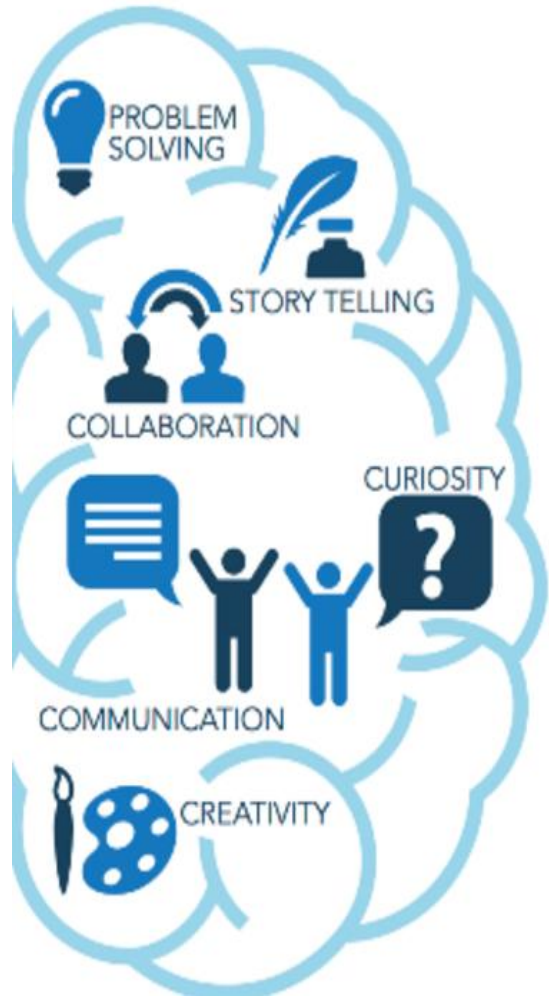 PROBLEM
SOLVING
STORY TELLING
COLLABORATION
CURIOSITY
?
COMMUNICATION
CREATIVITY